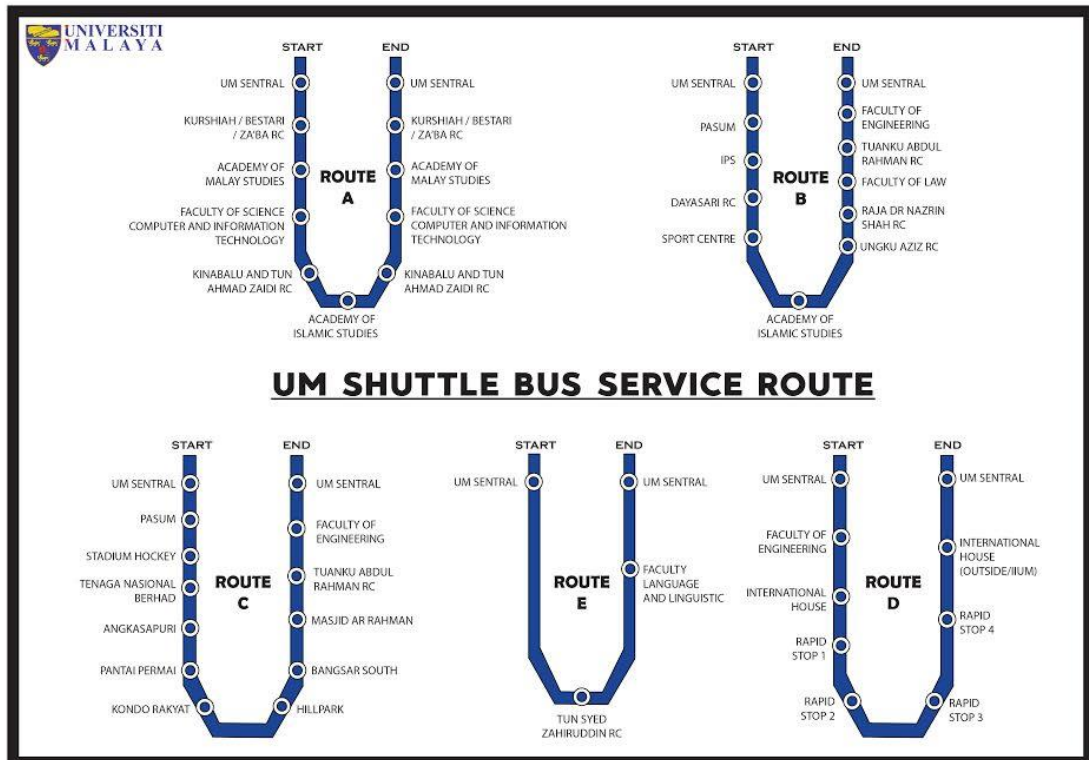 UNIVERSITI
MALAYA
START
END
UM SENTRAL
KURSHIAH / BESTARI
/ ZA'BA RC
ACADEMY OF
MALAY STUDIES
FACULTY OF SCIENCE
COMPUTER AND INFORMATION
TECHNOLOGY
KINABALU AND TUN
AHMAD ZAIDI RC
ROUTE
A
ACADEMY OF
ISLAMIC STUDIES
UM SENTRAL
KURSHIAH / BESTARI
/ ZA'BA RC
ACADEMY OF
MALAY STUDIES
FACULTY OF SCIENCE
COMPUTER AND INFORMATION
TECHNOLOGY
KINABALU AND TUN
AHMAD ZAIDI RC
START
END
UM SENTRAL
PASUM
IPS
DAYASARI RC
SPORT CENTRE
ROUTE
B
ACADEMY OF
ISLAMIC STUDIES
UM SENTRAL
FACULTY OF
ENGINEERING
TUANKU ABDUL
RAHMAN RC
FACULTY OF LAW
RAJA DR NAZRIN
SHAH RC
UNGKU AZIZ RC
UM SHUTTLE BUS SERVICE ROUTE
START
END
UM SENTRAL
PASUM
STADIUM HOCKEY
TENAGA NASIONAL
BERHAD
ANGKASAPURI
PANTAI PERMAI
KONDO RAKYAT
ROUTE
C
UM SENTRAL
FACULTY OF
ENGINEERING
TUANKU ABDUL
RAHMAN RC
MASJID AR RAHMAN
BANGSAR SOUTH
HILLPARK
START
END
UM SENTRAL
ROUTE
E
TUN SYED
ZAHIRUDDIN RC
UM SENTRAL
FACULTY
LANGUAGE
AND LINGUISTIC
START
END
UM SENTRAL
FACULTY OF
ENGINEERING
INTERNATIONAL
HOUSE
RAPID
STOP 1
RAPID
STOP 2
ROUTE
D
UM SENTRAL
INTERNATIONAL
HOUSE
(OUTSIDE/IIUM)
RAPID
STOP 4
RAPID
STOP 3